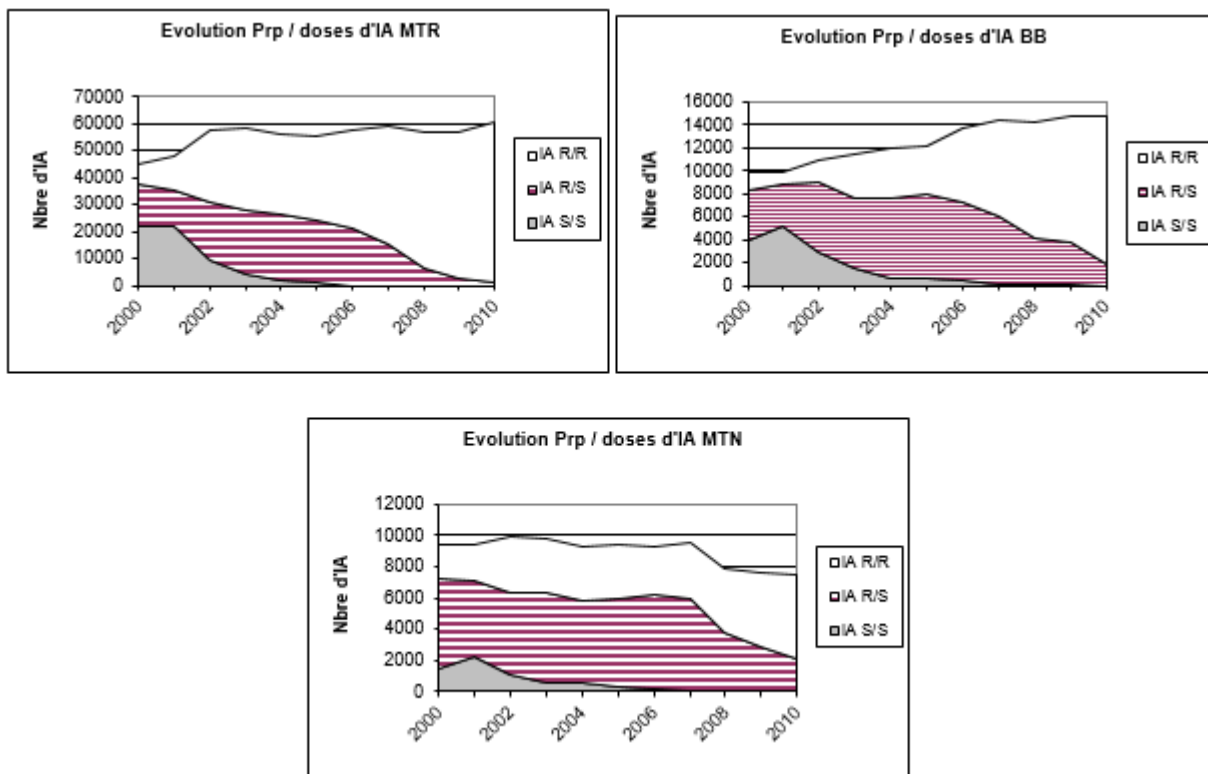 Evolution Prp / doses d'IA MTR
70000
60000
50000
40000
30000
20000
10000
0
Nbre d'IA
2000
2002
2004
2006
2008
2010
IA R/R
IA R/S
IA S/S
Evolution Prp / doses d'IA BB
16000
14000
12000
10000
8000
6000
4000
2000
0
Nbre d'IA
2000
2002
2004
2006
2008
2010
IA R/R
IA R/S
IA S/S
Evolution Prp / doses d'IA MTN
12000
10000
8000
6000
4000
2000
0
Nbre d'IA
2000
2002
2004
2006
2008
2010
IA R/R
IA R/S
IA S/S